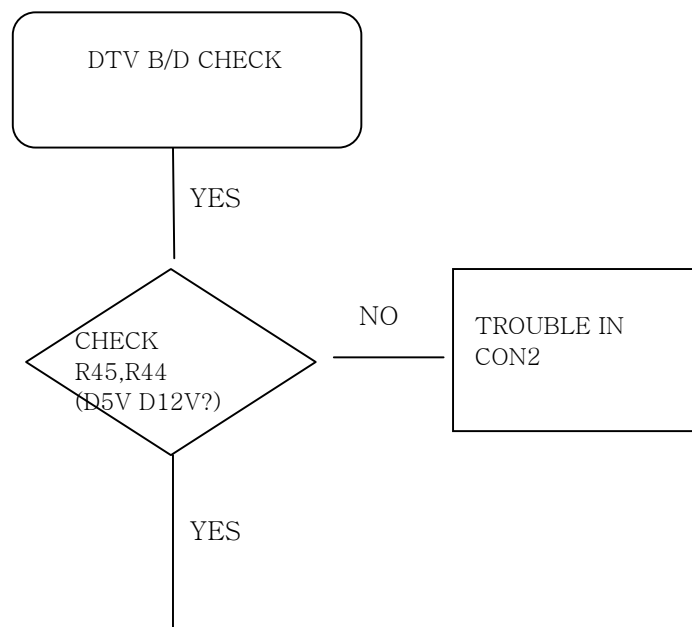 DTV B/D CHECK
YES
CHECK
R45,R44
(D5V D12V?)
NO
TROUBLE IN
CON2
YES